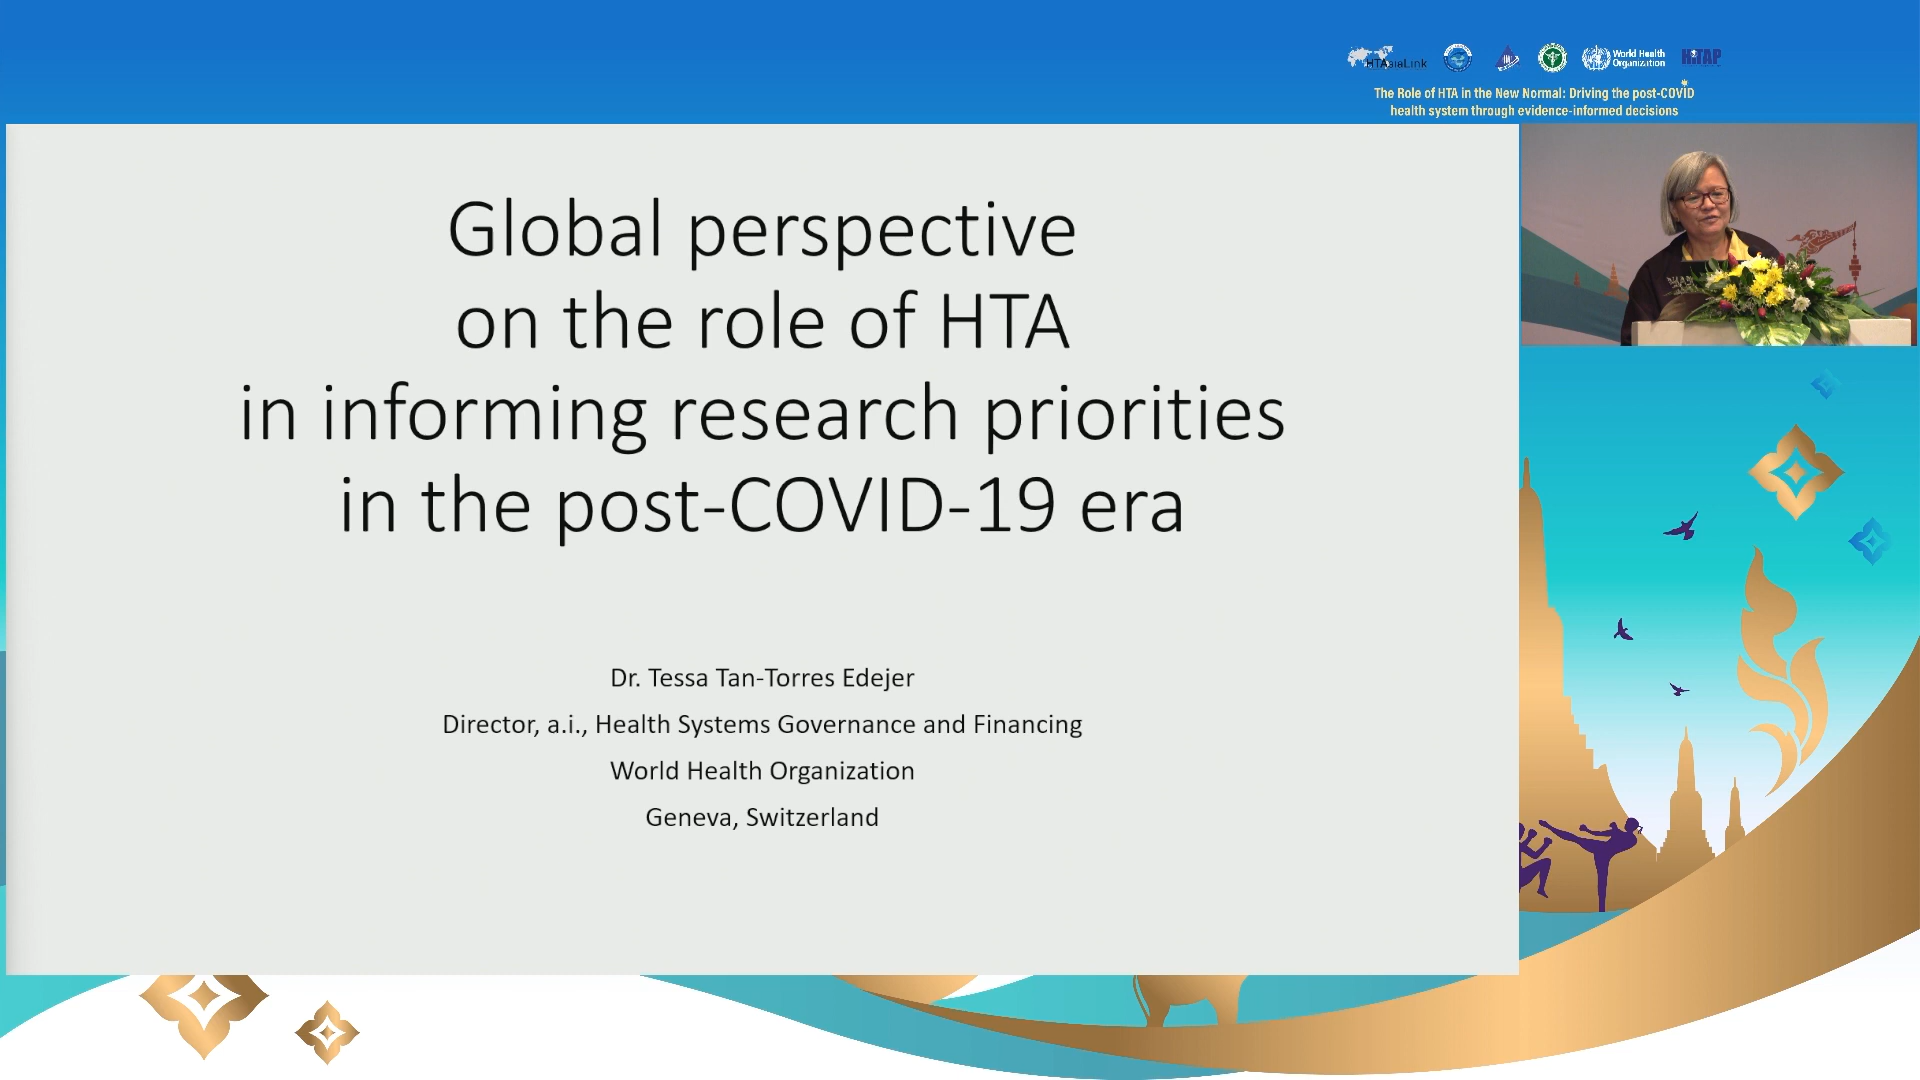 HTAsiaLink
World Health
Organization
HITAP
The Role of HTA in the New Normal: Driving the post-COVID
health system through evidence-informed decisions
Global perspective
on the role of HTA
in informing research priorities
in the post-COVID-19 era
Dr. Tessa Tan-Torres Edejer
Director, a.i., Health Systems Governance and Financing
World Health Organization
Geneva, Switzerland